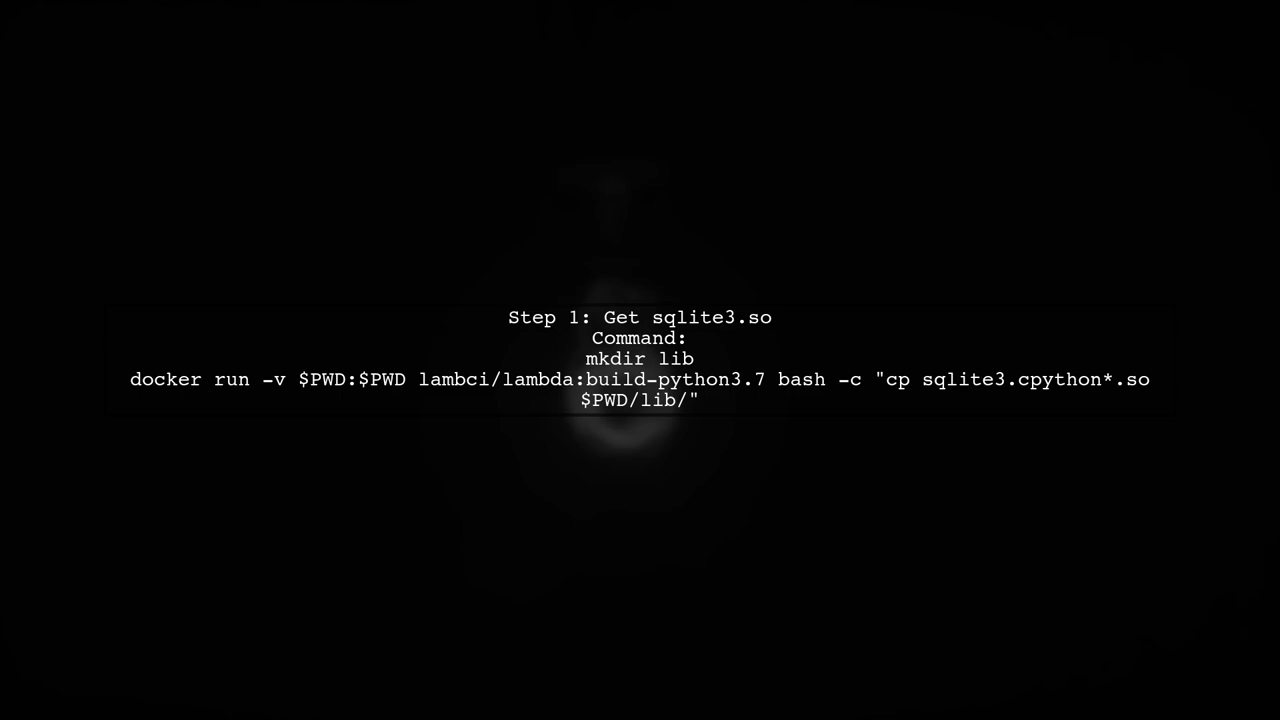 Step 1: Get sqlite3.so
Command:
mkdir lib
docker run -v $PWD:$PWD lambci/lambda:build-python3.7 bash -c "cp sqlite3.cpython*.so
$PWD/lib/"